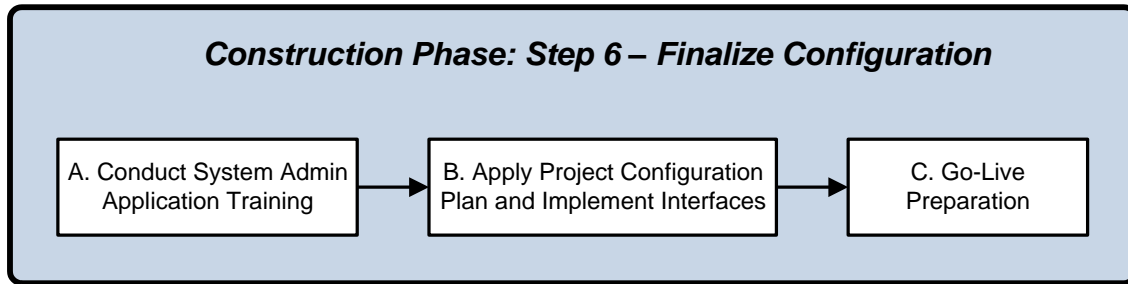 Construction Phase: Step 6 – Finalize Configuration
A. Conduct System Admin
Application Training
B. Apply Project Configuration
Plan and Implement Interfaces
C. Go-Live
Preparation